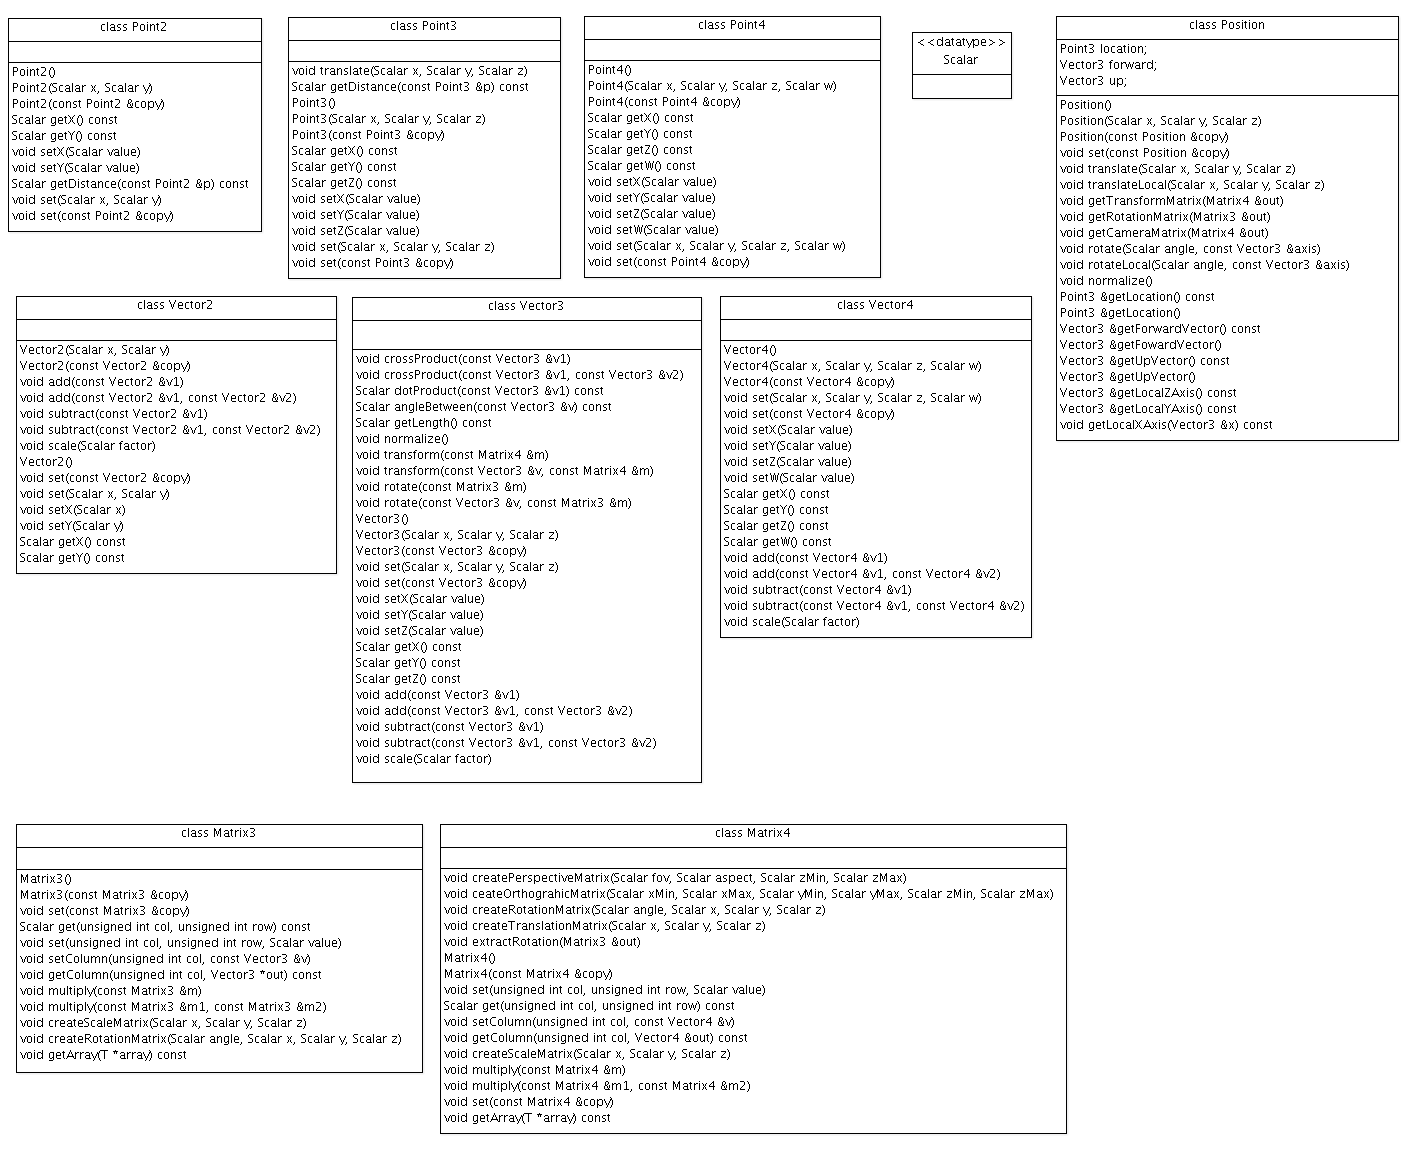 class Point2
Point2()
Point2(Scalar x, Scalar y)
Point2(const Point2 &copy)
Scalar getX() const
Scalar getY() const
void setX(Scalar value)
void setY(Scalar value)
Scalar getDistance(const Point2 &p) const
void set(Scalar x, Scalar y)
void set(const Point2 &copy)
class Point3
void translate(Scalar x, Scalar y, Scalar z)
Scalar getDistance(const Point3 &p) const
Point3()
Point3(Scalar x, Scalar y, Scalar z)
Point3(const Point3 &copy)
Scalar getX() const
Scalar getY() const
Scalar getZ() const
void setX(Scalar value)
void setY(Scalar value)
void setZ(Scalar value)
void set(Scalar x, Scalar y, Scalar z)
void set(const Point3 &copy)
class Point4
Point4()
Point4(Scalar x, Scalar y, Scalar z, Scalar w)
Point4(const Point4 &copy)
Scalar getX() const
Scalar getY() const
Scalar getZ() const
Scalar getW() const
void setX(Scalar value)
void setY(Scalar value)
void setZ(Scalar value)
void setW(Scalar value)
void set(Scalar x, Scalar y, Scalar z, Scalar w)
void set(const Point4 &copy)
<<datatype>>
Scalar
class Position
Point3 location;
Vector3 forward;
Vector3 up;
Position()
Position(Scalar x, Scalar y, Scalar z)
Position(const Position &copy)
void set(const Position &copy)
void translate(Scalar x, Scalar y, Scalar z)
void translateLocal(Scalar x, Scalar y, Scalar z)
void getTransformMatrix(Matrix4 &out)
void getRotationMatrix(Matrix3 &out)
void getCameraMatrix(Matrix4 &out)
void rotate(Scalar angle, const Vector3 &axis)
void rotateLocal(Scalar angle, const Vector3 &axis)
void normalize()
Point3 &getLocation() const
Point3 &getLocation()
Vector3 &getForwardVector() const
Vector3 &getFowardVector()
Vector3 &getUpVector() const
Vector3 &getUpVector()
Vector3 &getLocalZAxis() const
Vector3 &getLocalYAxis() const
void getLocalXAxis(Vector3 &x) const
class Vector2
Vector2(Scalar x, Scalar y)
Vector2(const Vector2 &copy)
void add(const Vector2 &v1)
void add(const Vector2 &v1, const Vector2 &v2)
void subtract(const Vector2 &v1)
void subtract(const Vector2 &v1, const Vector2 &v2)
void scale(Scalar factor)
Vector2()
void set(const Vector2 &copy)
void set(Scalar x, Scalar y)
void setX(Scalar x)
void setY(Scalar y)
Scalar getX() const
Scalar getY() const
class Vector3
void crossProduct(const Vector3 &v1)
void crossProduct(const Vector3 &v1, const Vector3 &v2)
Scalar dotProduct(const Vector3 &v1) const
Scalar angleBetween(const Vector3 &v) const
Scalar getLength() const
void normalize()
void transform(const Matrix4 &m)
void transform(const Vector3 &v, const Matrix4 &m)
void rotate(const Matrix3 &m)
void rotate(const Vector3 &v, const Matrix3 &m)
Vector3()
Vector3(Scalar x, Scalar y, Scalar z)
Vector3(const Vector3 &copy)
void set(Scalar x, Scalar y, Scalar z)
void set(const Vector3 &copy)
void setX(Scalar value)
void setY(Scalar value)
void setZ(Scalar value)
Scalar getX() const
Scalar getY() const
Scalar getZ() const
void add(const Vector3 &v1)
void add(const Vector3 &v1, const Vector3 &v2)
void subtract(const Vector3 &v1)
void subtract(const Vector3 &v1, const Vector3 &v2)
void scale(Scalar factor)
class Vector4
Vector4()
Vector4(Scalar x, Scalar y, Scalar z, Scalar w)
Vector4(const Vector4 &copy)
void set(Scalar x, Scalar y, Scalar z, Scalar w)
void set(const Vector4 &copy)
void setX(Scalar value)
void setY(Scalar value)
void setZ(Scalar value)
void setW(Scalar value)
Scalar getX() const
Scalar getY() const
Scalar getZ() const
Scalar getW() const
void add(const Vector4 &v1)
void add(const Vector4 &v1, const Vector4 &v2)
void subtract(const Vector4 &v1)
void subtract(const Vector4 &v1, const Vector4 &v2)
void scale(Scalar factor)
class Matrix3
Matrix3()
Matrix3(const Matrix3 &copy)
void set(const Matrix3 &copy)
Scalar get(unsigned int col, unsigned int row) const
void set(unsigned int col, unsigned int row, Scalar value)
void setColumn(unsigned int col, const Vector3 &v)
void getColumn(unsigned int col, Vector3 *out) const
void multiply(const Matrix3 &m)
void multiply(const Matrix3 &m1, const Matrix3 &m2)
void createScaleMatrix(Scalar x, Scalar y, Scalar z)
void createRotationMatrix(Scalar angle, Scalar x, Scalar y, Scalar z)
void getArray(T *array) const
class Matrix4
void createPerspectiveMatrix(Scalar fov, Scalar aspect, Scalar zMin, Scalar zMax)
void ceateOrthograhicMatrix(Scalar xMin, Scalar xMax, Scalar yMin, Scalar yMax, Scalar zMin, Scalar zMax)
void createRotationMatrix(Scalar angle, Scalar x, Scalar y, Scalar z)
void createTranslationMatrix(Scalar x, Scalar y, Scalar z)
void extractRotation(Matrix3 &out)
Matrix4()
Matrix4(const Matrix4 &copy)
void set(unsigned int col, unsigned int row, Scalar value)
Scalar get(unsigned int col, unsigned int row) const
void setColumn(unsigned int col, const Vector4 &v)
void getColumn(unsigned int col, Vector4 &out) const
void createScaleMatrix(Scalar x, Scalar y, Scalar z)
void multiply(const Matrix4 &m)
void multiply(const Matrix4 &m1, const Matrix4 &m2)
void set(const Matrix4 &copy)
void getArray(T *array) const